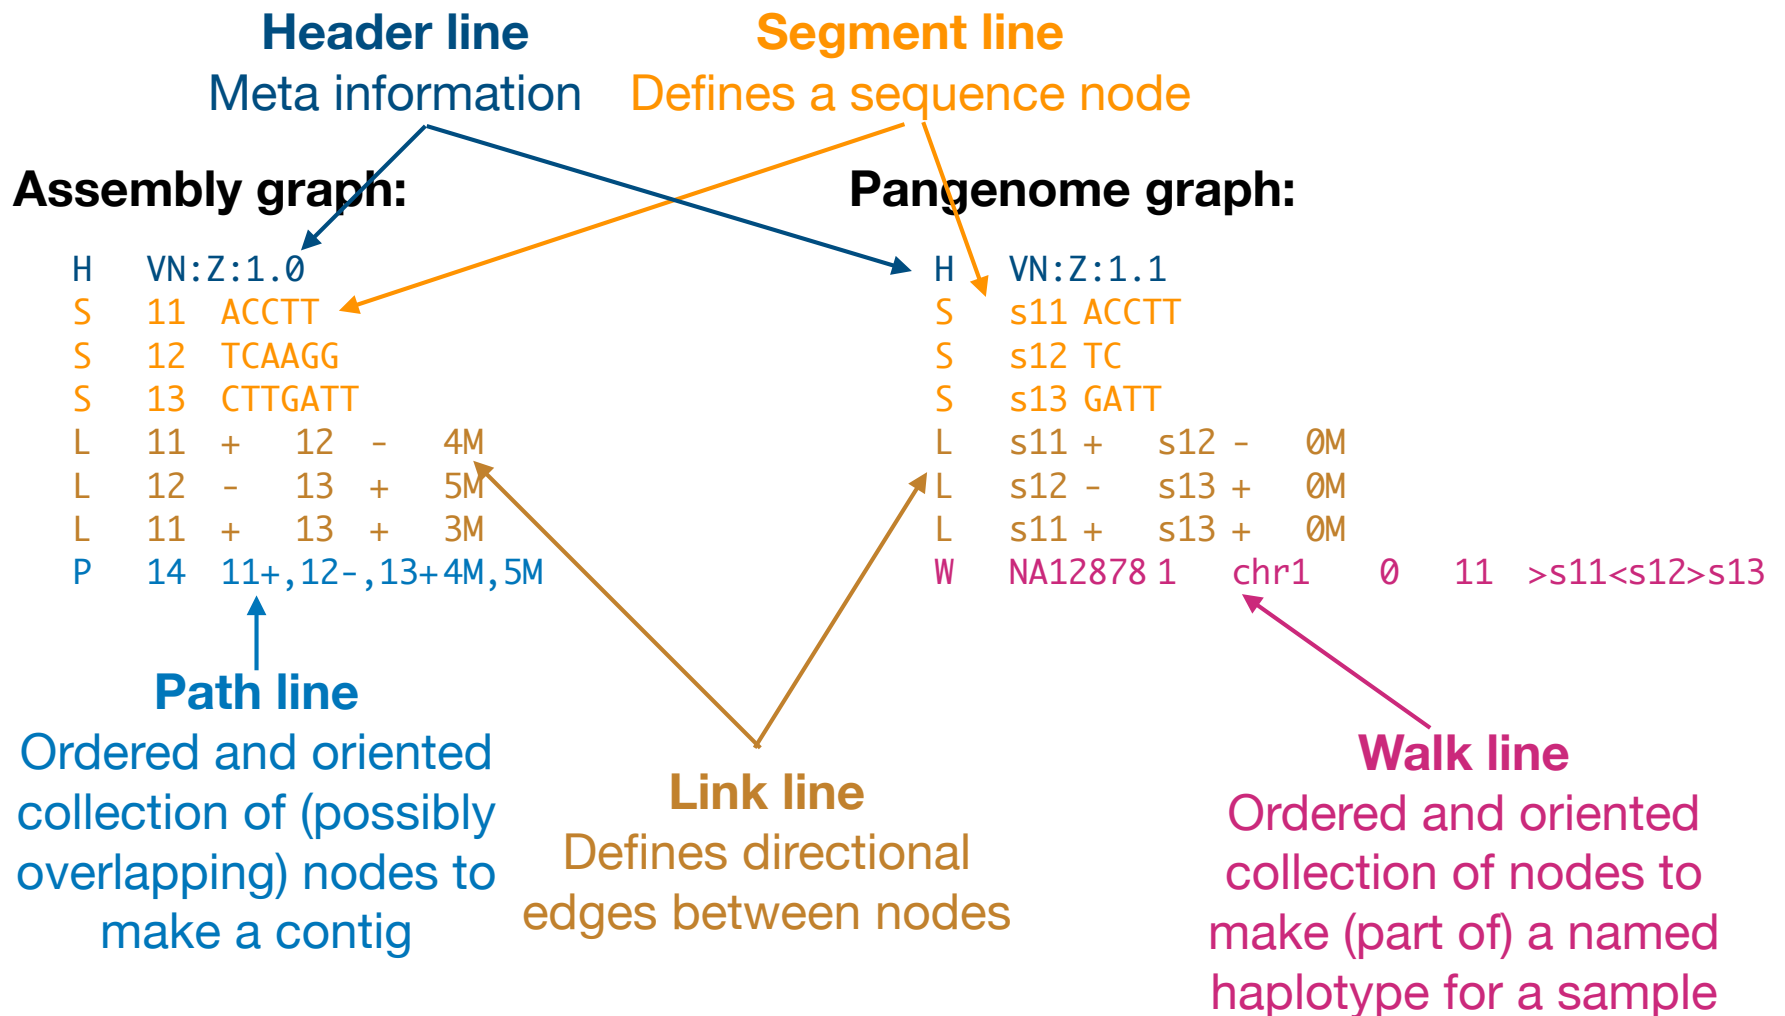 Header line
Meta information
Segment line
Defines a sequence node
Assembly graph:
H VN:Z:1.0
S 11 ACCTT
S 12 TCAAGG
S 13 CTTGATT
L 11 + 12 - 4M
L 12 - 13 + 5M
L 11 + 13 + 3M
P 14 11+,12-,13+ 4M,5M
Pangenome graph:
H VN:Z:1.1
S s11 ACCTT
S s12 TC
S s13 GATT
L s11 + s12 - 0M
L s12 - s13 + 0M
L s11 + s13 + 0M
W NA12878 1 chr1 0 11 >s11<s12>s13
Path line
Ordered and oriented
collection of (possibly
overlapping) nodes to
make a contig
Link line
Defines directional
edges between nodes
Walk line
Ordered and oriented
collection of nodes to
make (part of) a named
haplotype for a sample